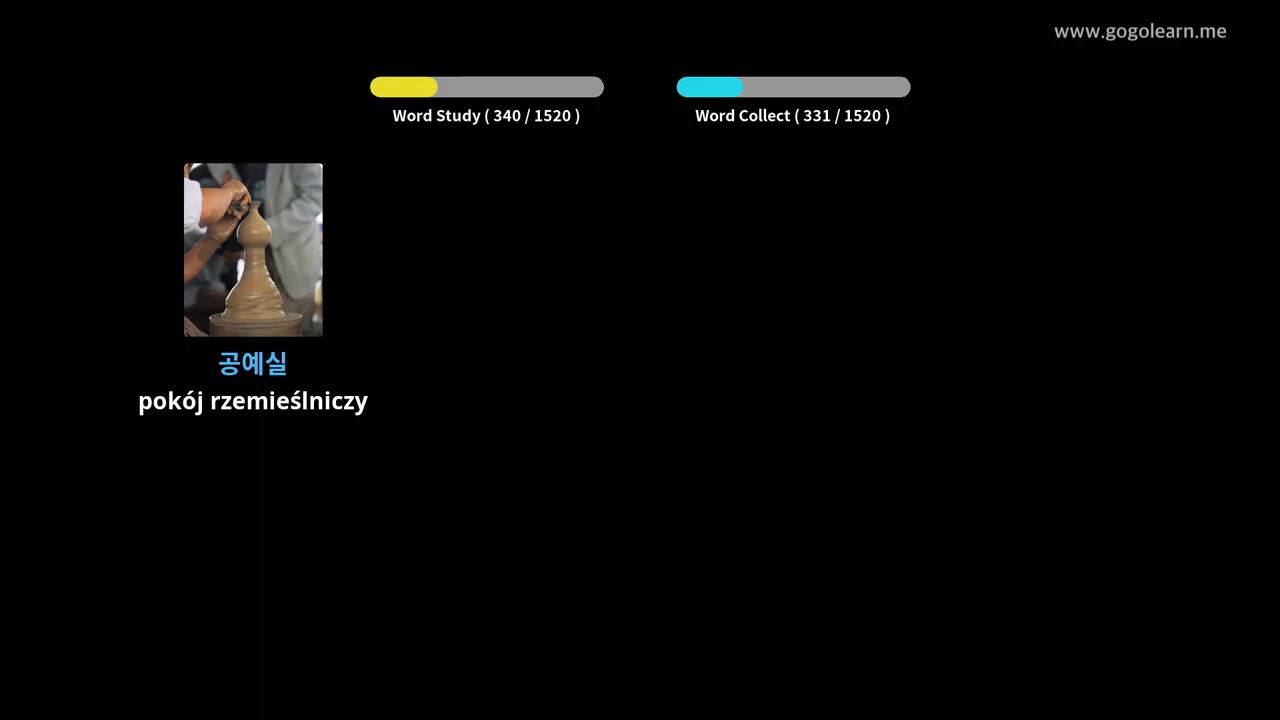 www.gogolearn.me
Word Study ( 340 / 1520 )
Word Collect ( 331 / 1520 )
공예실
pokój rzemieślniczy